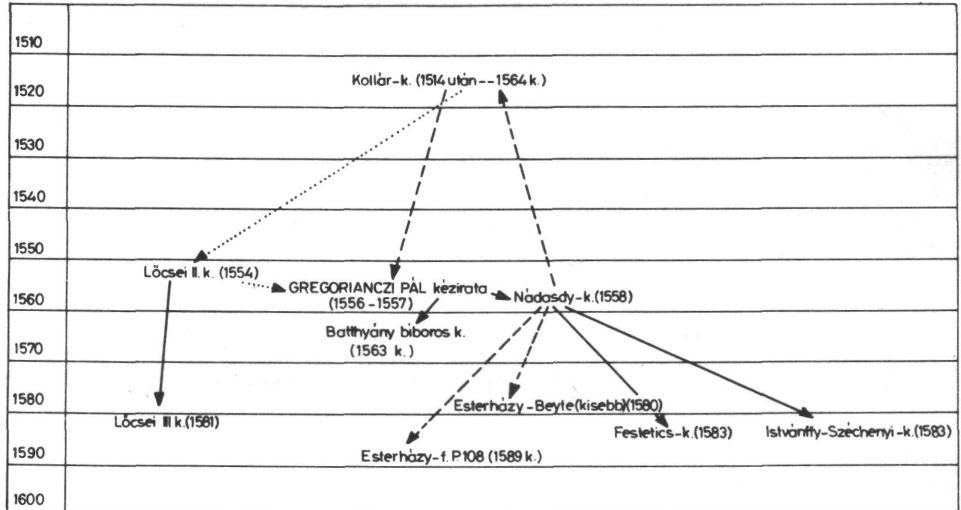 1510
Kollár-k. (1514 után--1564 k.)
1520
1530
1540
1550
Lőcsei II. k. (1554)
GREGORIANCZI PÁL kézirata
(1556-1557)
Nádasdy-k.(1558)
1560
Batthyány bíboros k.
(1563 k.)
1570
Esterházy-Beyte(kisebb)(1580)
1580
Lőcsei III k.(1581)
Festetics-k.(1583)
Istvánffy-Széchenyi-k.(1583)
Esterházy-f. P.108 (1589 k.)
1590
1600